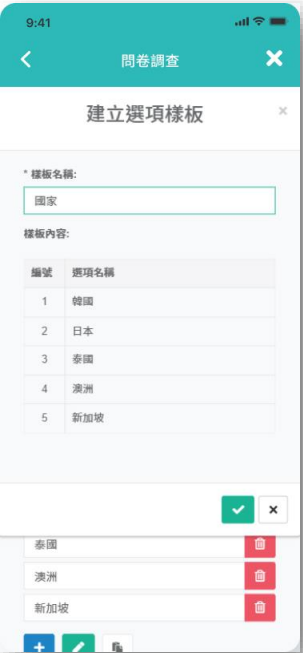 9:41
問卷調查
建立選項樣板
* 樣板名稱:
國家
樣板內容:
編號 選項名稱
1 韓國
2 日本
3 泰國
4 澳洲
5 新加坡
泰國
澳洲
新加坡